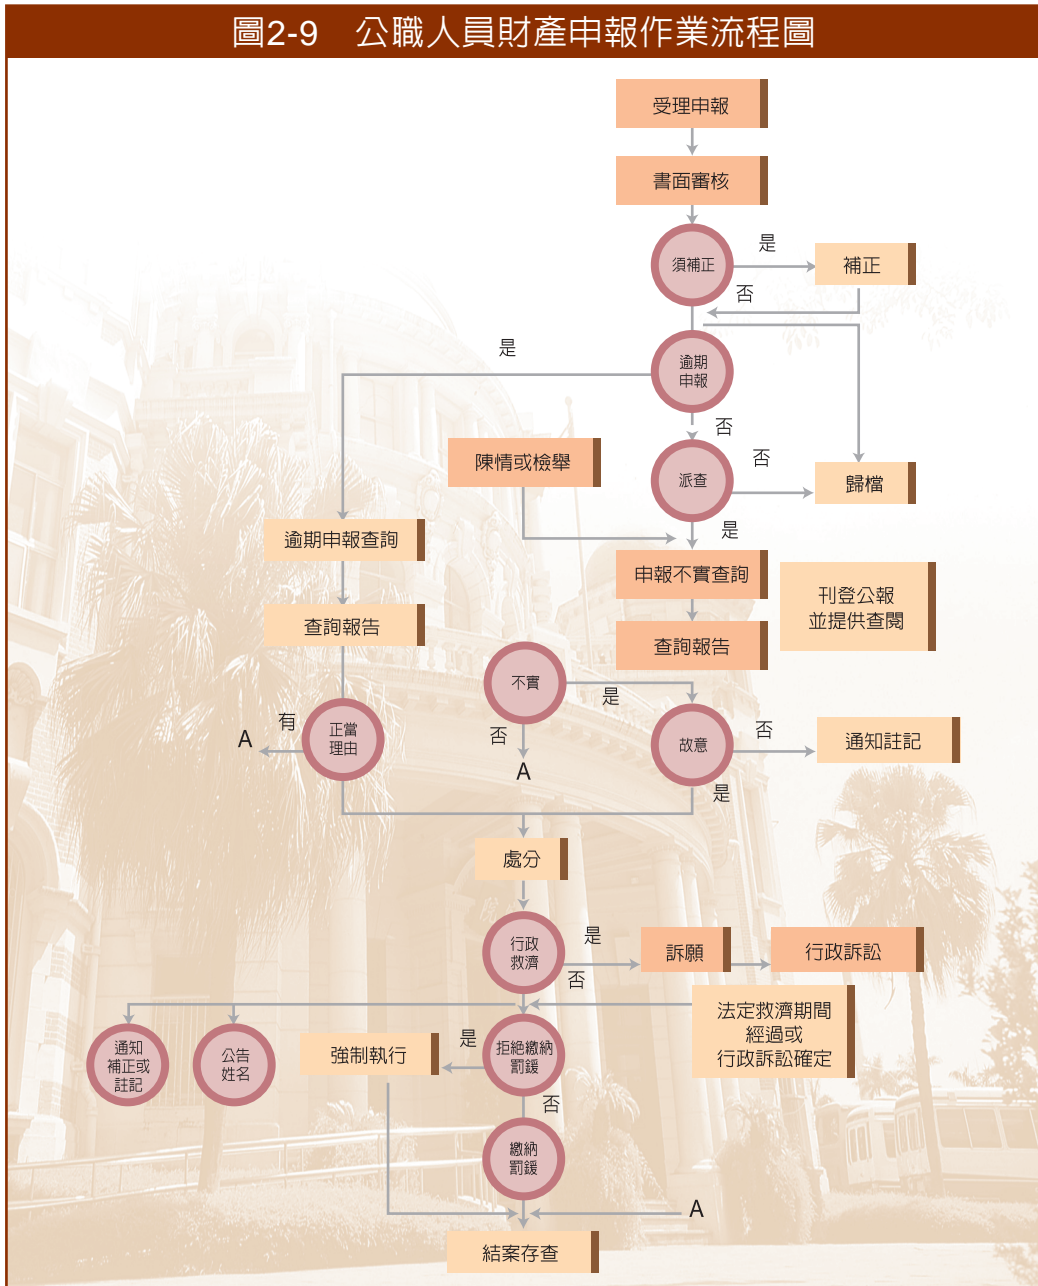 圖2-9　公職人員財產申報作業流程圖
受理申報
書面審核
須補正
是
補正
否
是
逾期
申報
否
陳情或檢舉
派查
否
歸檔
是
逾期申報查詢
申報不實查詢
刊登公報
並提供查閱
查詢報告
查詢報告
不實
是
有
正當
理由
A
否
A
故意
否
通知註記
是
處分
行政
救濟
是
訴願
行政訴訟
否
法定救濟期間
經過或
行政訴訟確定
通知
補正或
註記
公告
姓名
強制執行
是
拒絕繳納
罰鍰
否
繳納
罰鍰
A
結案存查